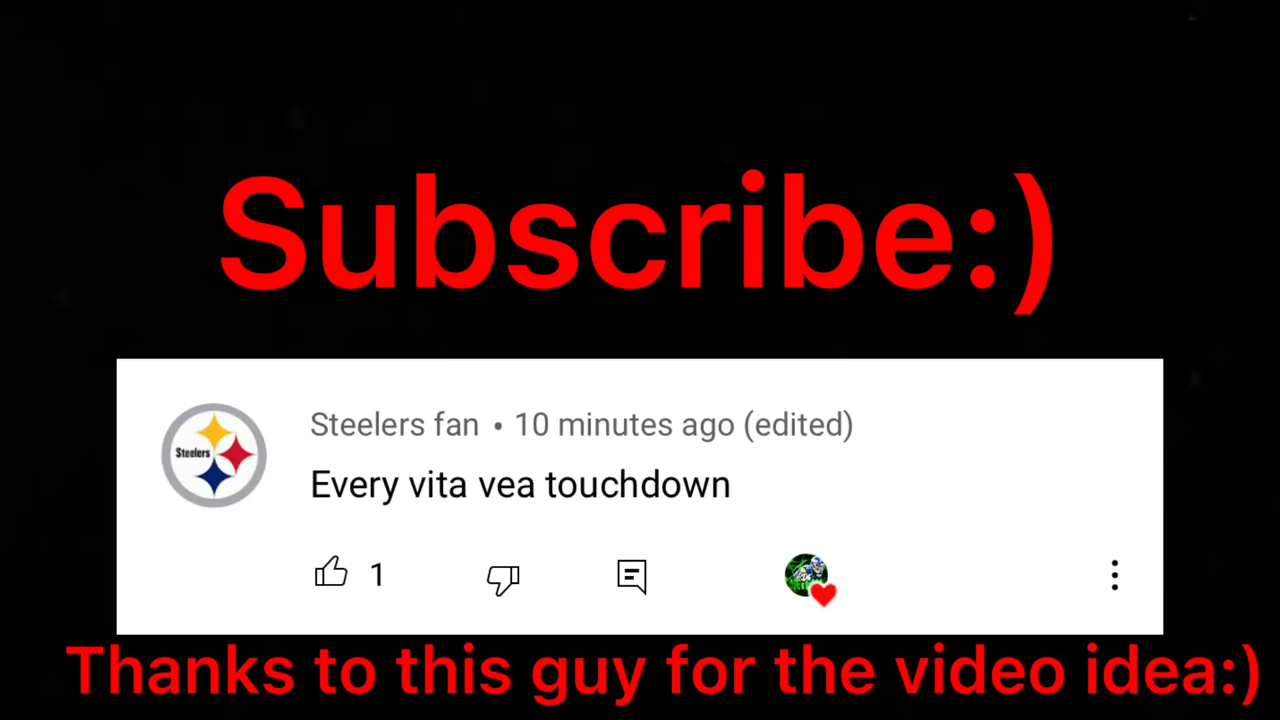 Subscribe:)
Steelers
Steelers fan • 10 minutes ago (edited)
Every vita vea touchdown
1
Thanks to this guy for the video idea:)